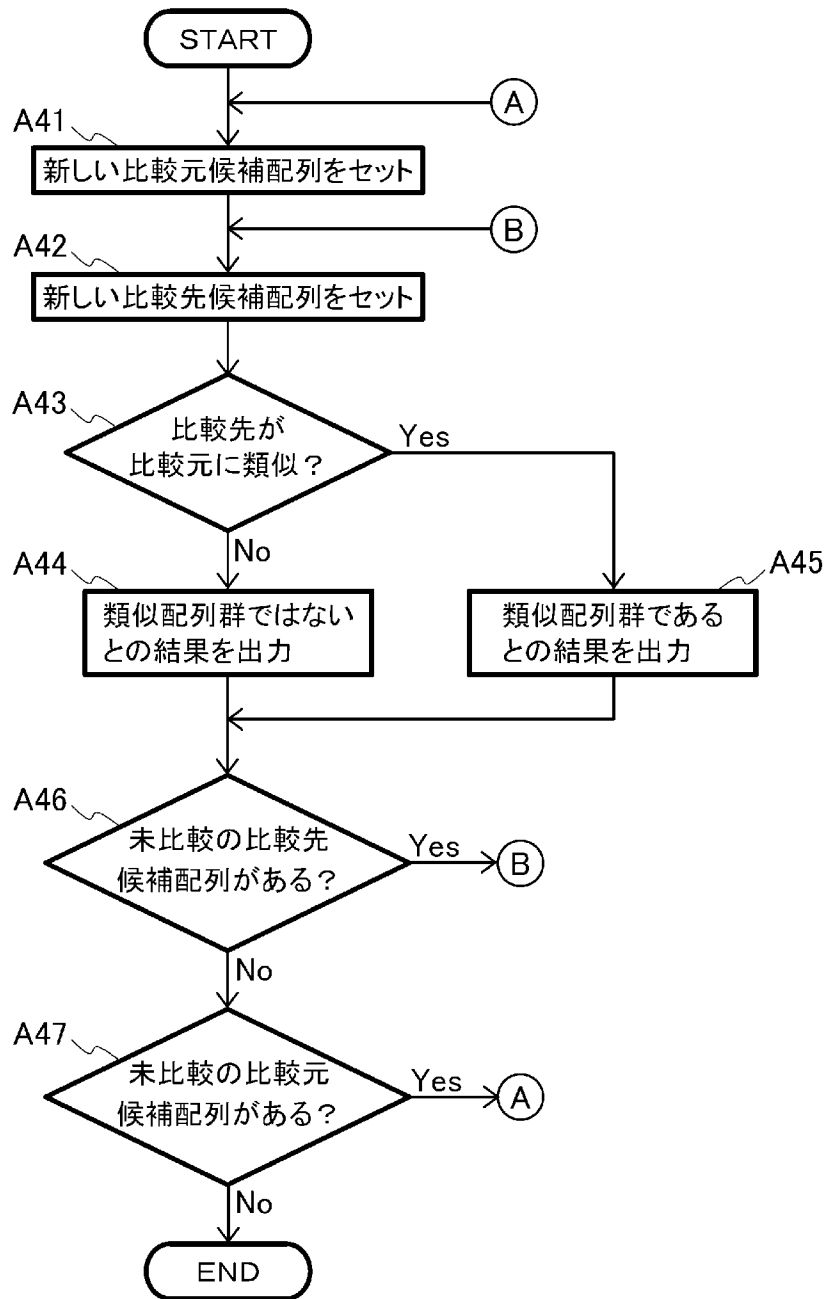 START
A
A41
新しい比較元候補配列をセット
B
A42
新しい比較先候補配列をセット
A43
比較先が
比較元に類似？
Yes
No
A44
類似配列群ではない
との結果を出力
A45
類似配列群である
との結果を出力
A46
未比較の比較先
候補配列がある？
Yes
B
No
A47
未比較の比較元
候補配列がある？
Yes
A
No
END